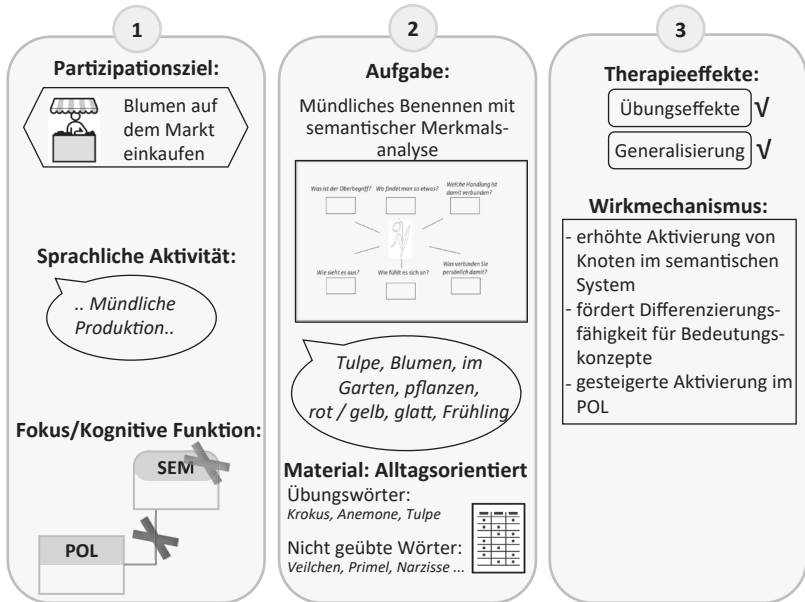 1
Partizipationsziel:
Blumen auf
dem Markt
einkaufen
Sprachliche Aktivität:
.. Mündliche
Produktion..
Fokus/Kognitive Funktion:
SEM
POL
2
Aufgabe:
Mündliches Benennen mit
semantischer Merkmals-
analyse
Was ist der Oberbegriff? Wo findet man so etwas? Welche Handlung ist
damit verbunden?
Wie sieht es aus? Wie fühlt es sich an? Was verbinden Sie
persönlich damit?
Tulpe, Blumen, im
Garten, pflanzen,
rot / gelb, glatt, Frühling
Material: Alltagsorientiert
Übungswörter:
Krokus, Anemone, Tulpe
Nicht geübte Wörter:
Veilchen, Primel, Narzisse ...
3
Therapieeffekte:
Übungseffekte √
Generalisierung √
Wirkmechanismus:
- erhöhte Aktivierung von
Knoten im semantischen
System
- fördert Differenzierungs-
fähigkeit für Bedeutungs-
konzepte
- gesteigerte Aktivierung im
POL